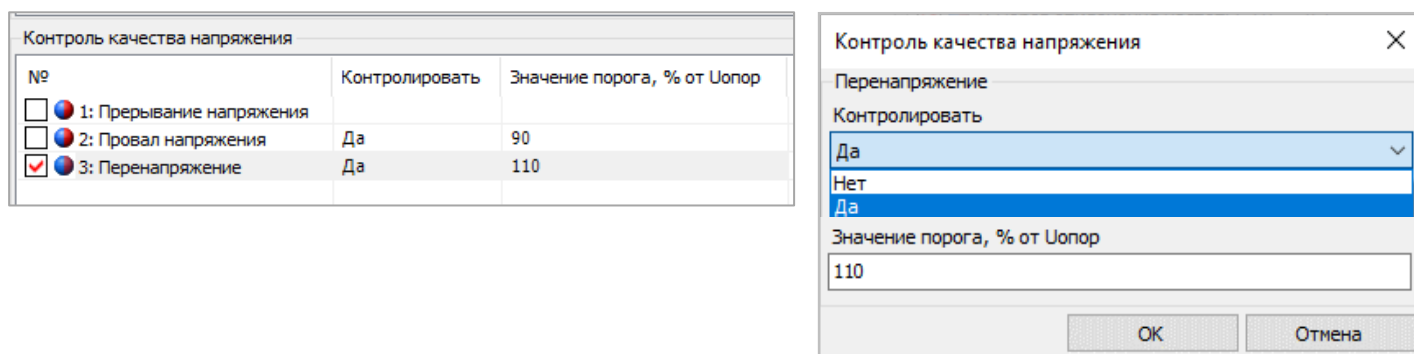 Контроль качества напряжения
№ Контролировать Значение порога, % от Uопор
1: Прерывание напряжения
2: Провал напряжения Да 90
3: Перенапряжение Да 110
Контроль качества напряжения
Перенапряжение
Контролировать
Да
Нет
Да
Значение порога, % от Uопор
110
OK Отмена